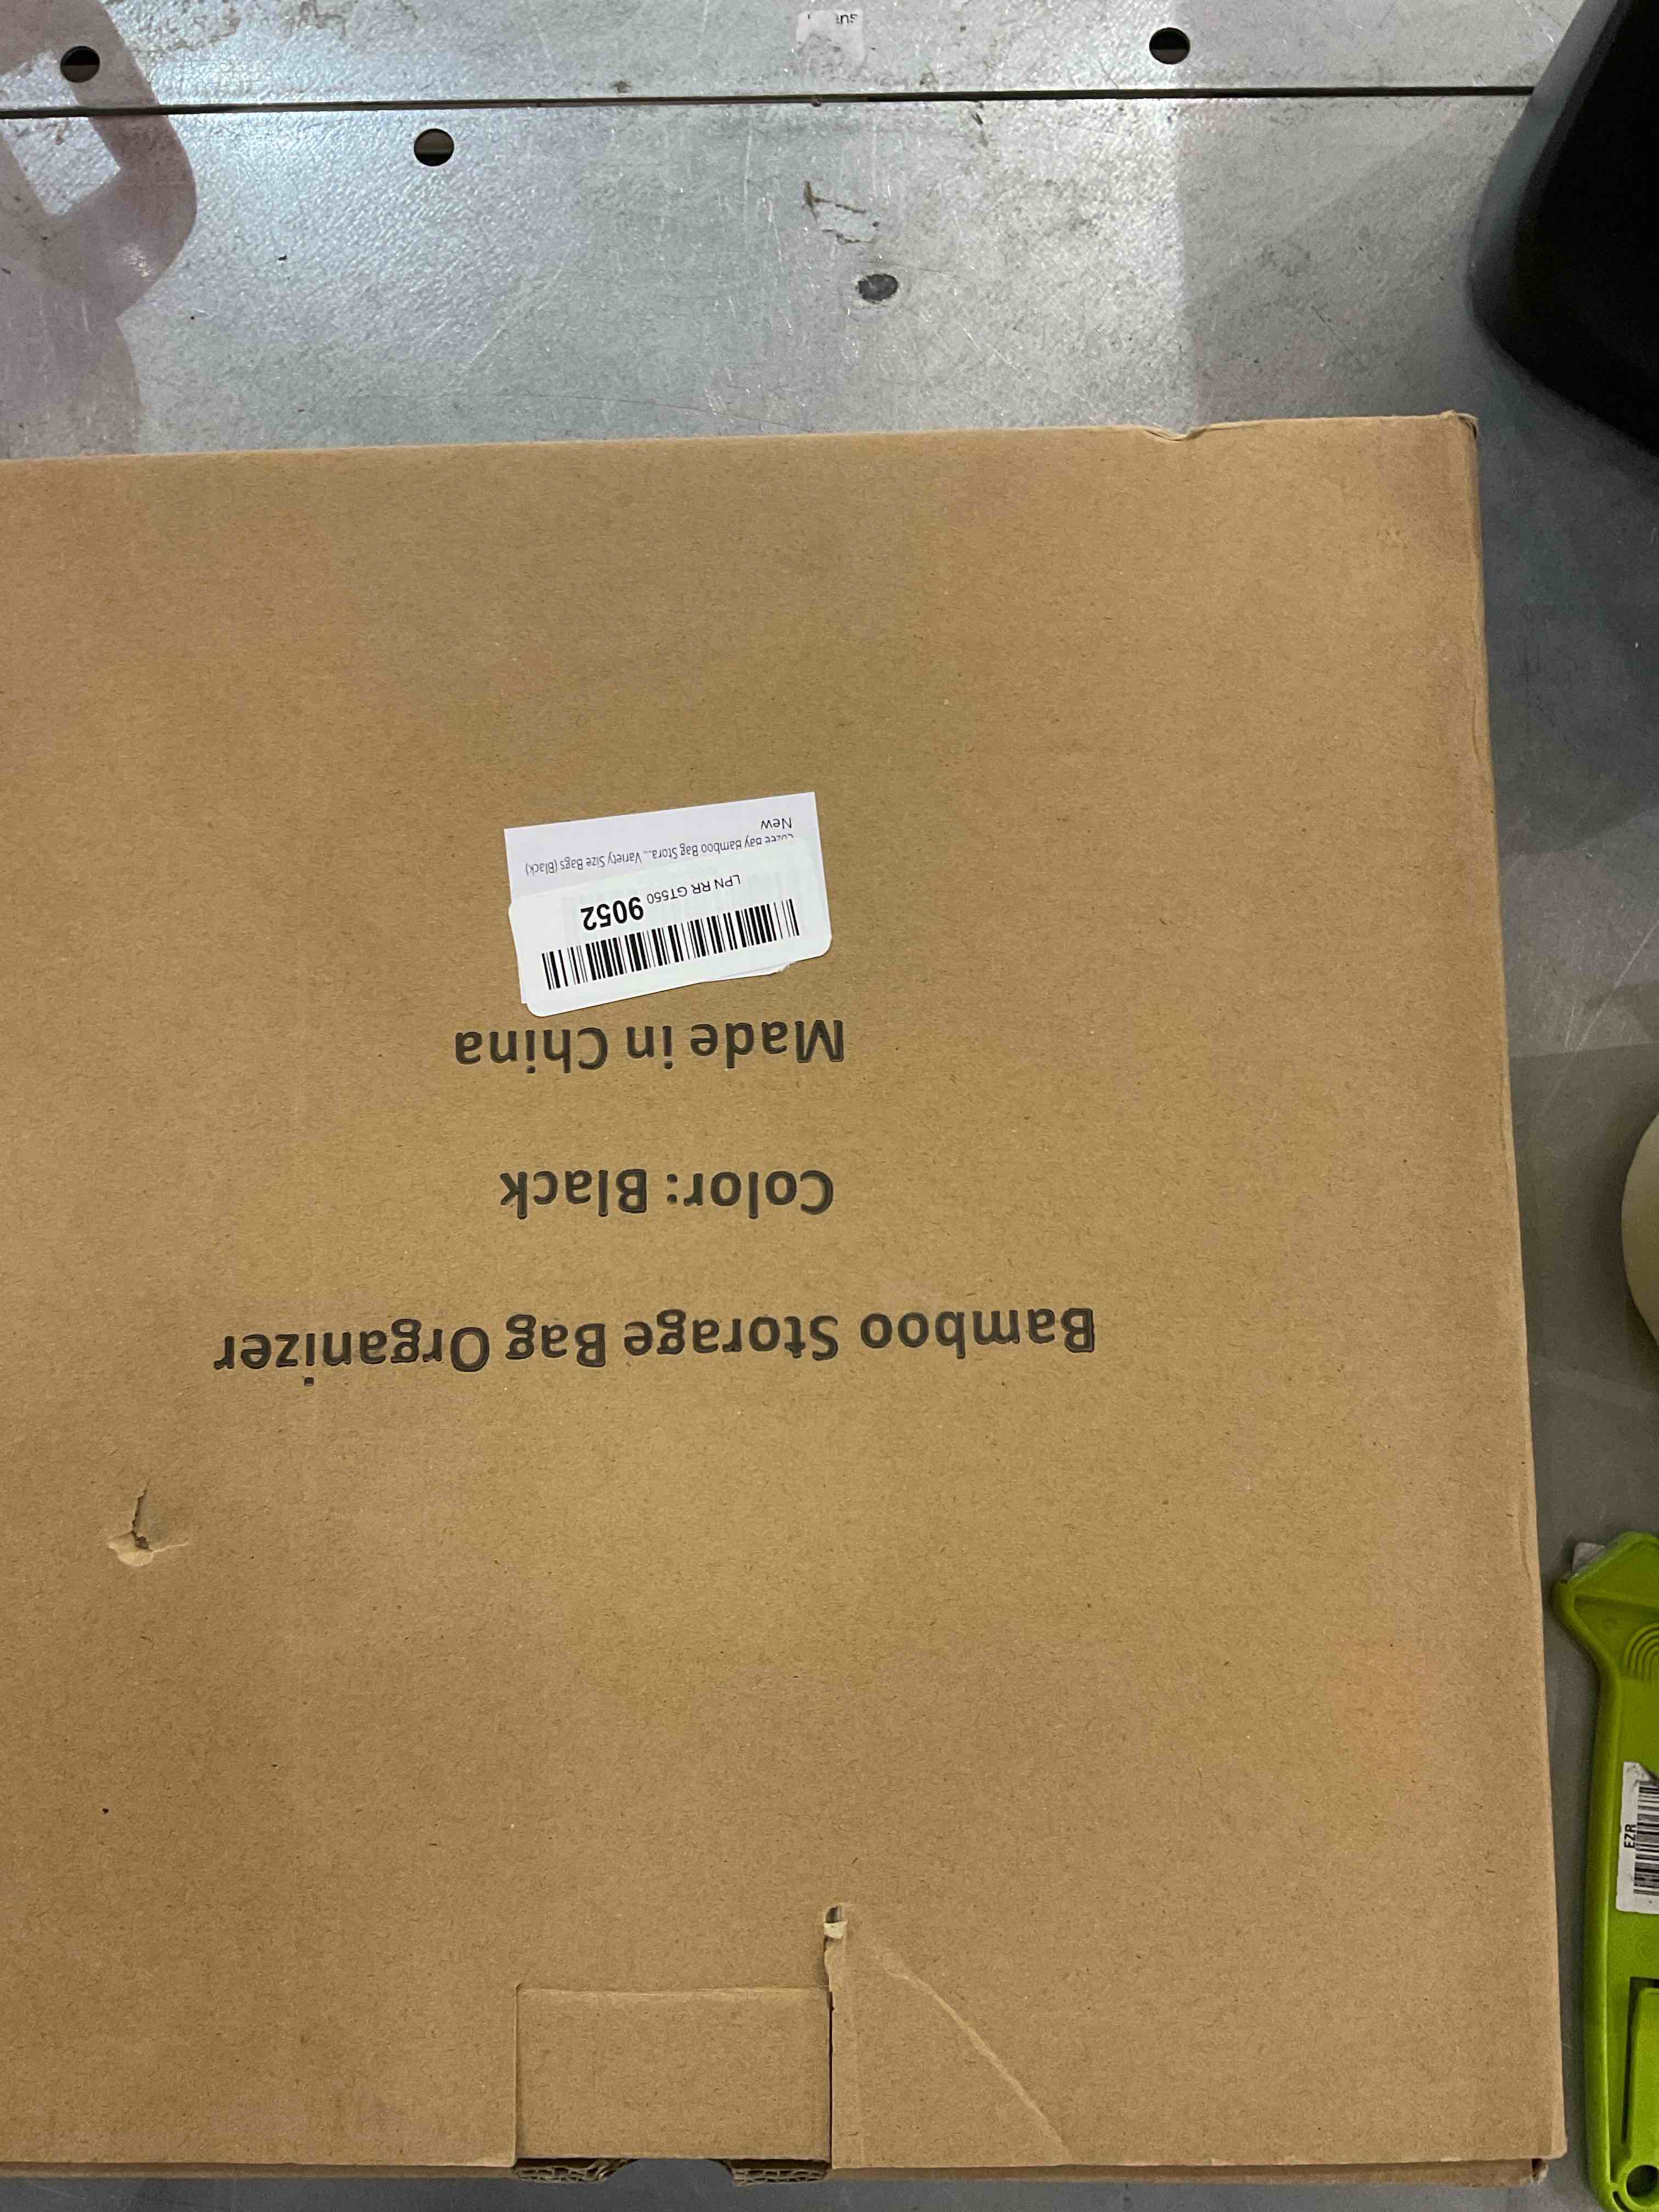 Bamboo Storage Bag Organizer
Color: Black
Made in China
LPN RR GT550 9052
Bay Bamboo Bag Stora... Variety Size Bags (Black)
New
EZR